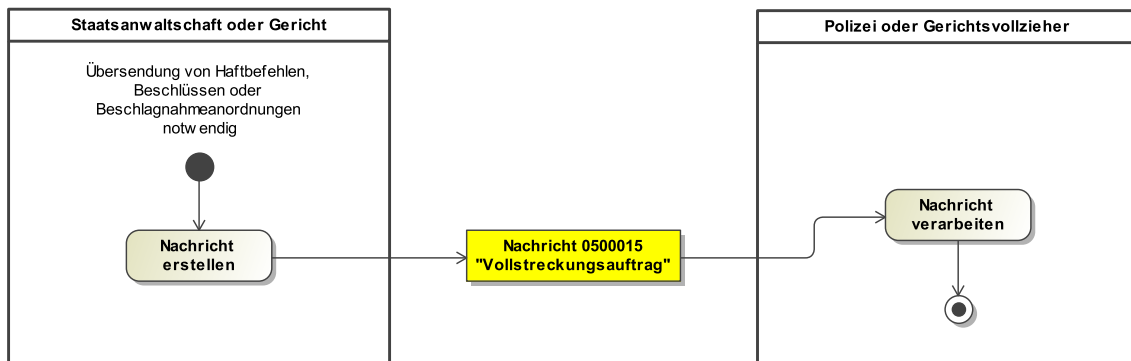 Staatsanwaltschaft oder Gericht
Übersendung von Haftbefehlen,
Beschlüssen oder
Beschlagnahmeanordnungen
notwendig
Nachricht
erstellen
Nachricht 0500015
"Vollstreckungsauftrag"
Polizei oder Gerichtsvollzieher
Nachricht
verarbeiten